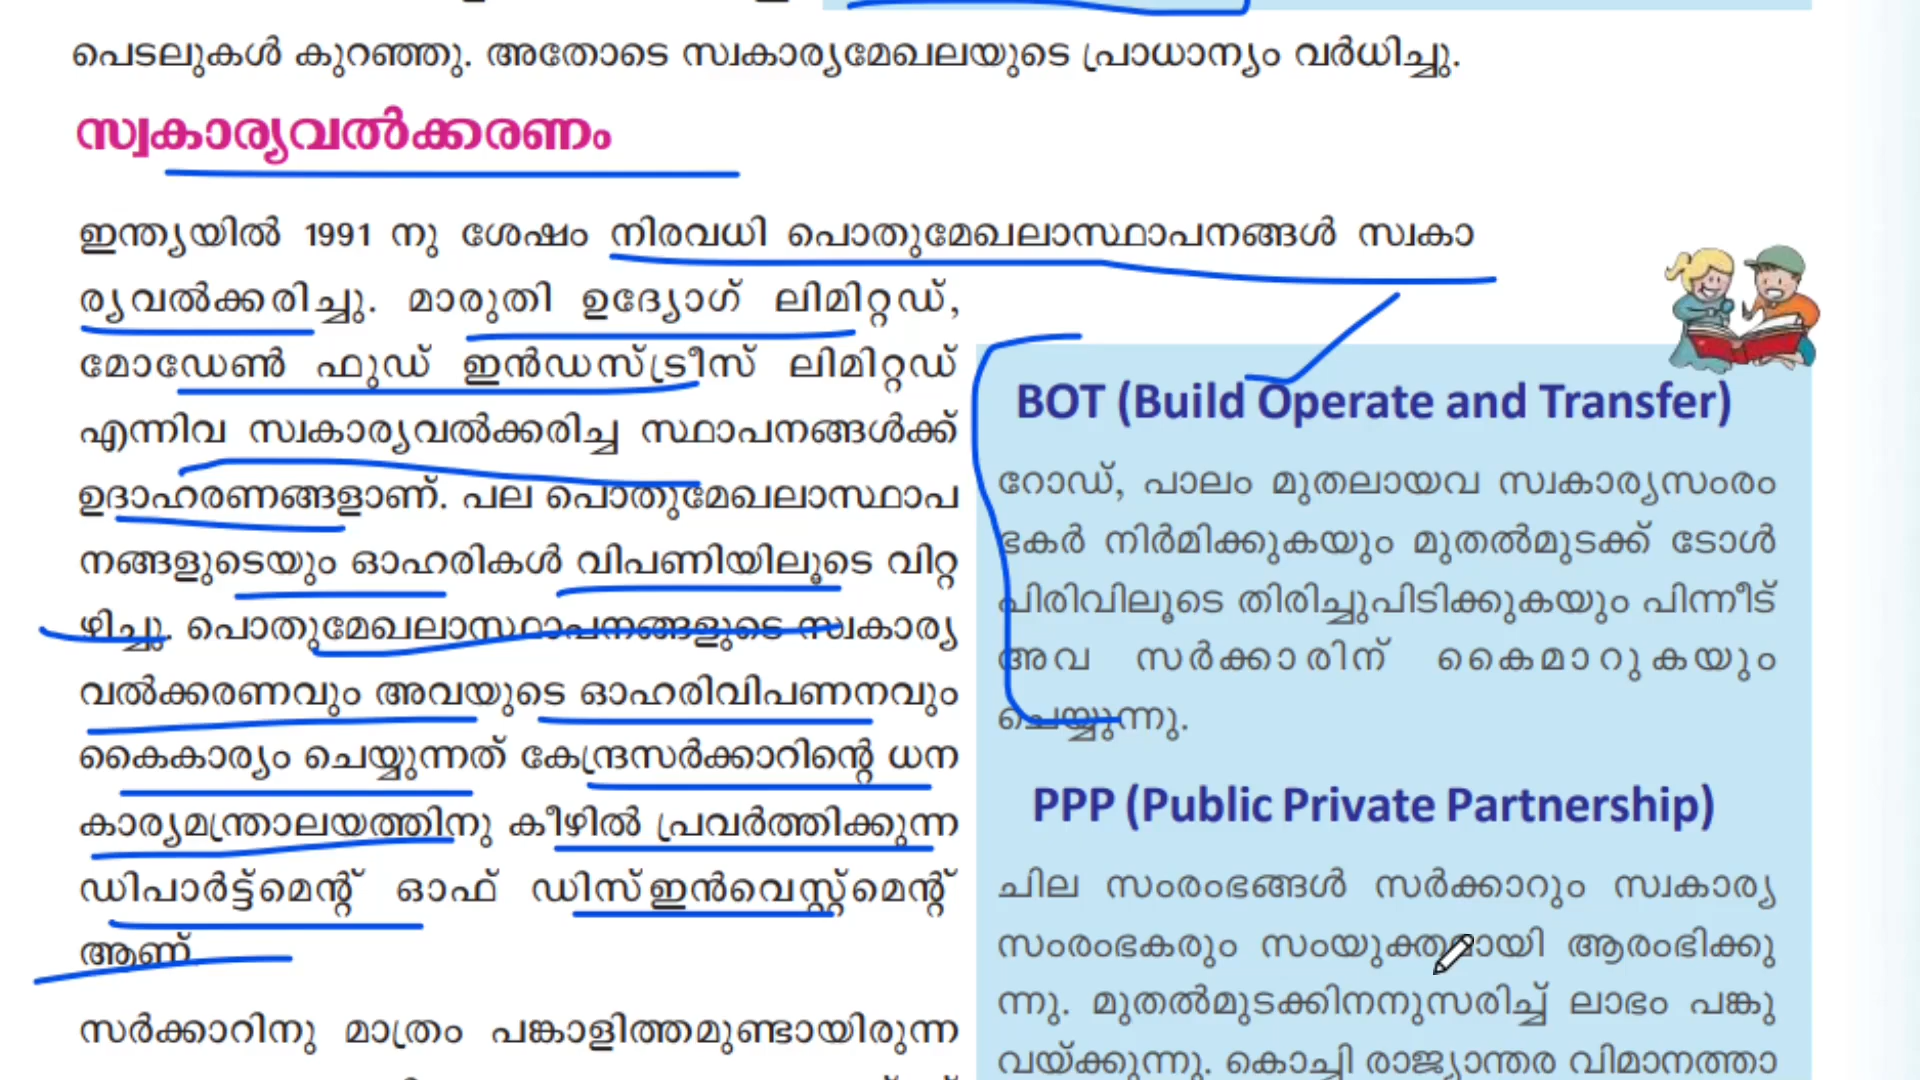 പെടലുകൾ കുറഞ്ഞു. അതോടെ സ്വകാര്യമേഖലയുടെ പ്രാധാന്യം വർധിച്ചു.
സ്വകാര്യവൽക്കരണം
ഇന്ത്യയിൽ 1991 നു ശേഷം നിരവധി പൊതുമേഖലാസ്ഥാപനങ്ങൾ സ്വകാ
ര്യവൽക്കരിച്ചു. മാരുതി ഉദ്യോഗ് ലിമിറ്റഡ്,
മോഡേൺ ഫുഡ് ഇൻഡസ്ട്രീസ് ലിമിറ്റഡ്
എന്നിവ സ്വകാര്യവൽക്കരിച്ച സ്ഥാപനങ്ങൾക്ക്
ഉദാഹരണങ്ങളാണ്. പല പൊതുമേഖലാസ്ഥാപ
നങ്ങളുടെയും ഓഹരികൾ വിപണിയിലൂടെ വിറ്റ
ഴിച്ചു. പൊതുമേഖലാസ്ഥാപനങ്ങളുടെ സ്വകാര്യ
വൽക്കരണവും അവയുടെ ഓഹരിവിപണനവും
കൈകാര്യം ചെയ്യുന്നത് കേന്ദ്രസർക്കാറിന്റെ ധന
കാര്യമന്ത്രാലയത്തിനു കീഴിൽ പ്രവർത്തിക്കുന്ന
ഡിപാർട്ട്മെന്റ് ഓഫ് ഡിസ്ഇൻവെസ്റ്റ്മെന്റ്
ആണ്
സർക്കാറിനു മാത്രം പങ്കാളിത്തമുണ്ടായിരുന്ന
BOT (Build Operate and Transfer)
റോഡ്, പാലം മുതലായവ സ്വകാര്യസംരം
ഭകർ നിർമിക്കുകയും മുതൽമുടക്ക് ടോൾ
പിരിവിലൂടെ തിരിച്ചുപിടിക്കുകയും പിന്നീട്
അവ സർക്കാരിന് കൈമാറുകയും
ചെയ്യുന്നു.
PPP (Public Private Partnership)
ചില സംരംഭങ്ങൾ സർക്കാറും സ്വകാര്യ
സംരംഭകരും സംയുക്തമായി ആരംഭിക്കു
ന്നു. മുതൽമുടക്കിനനുസരിച്ച് ലാഭം പങ്കു
വയ്ക്കുന്നു. കൊച്ചി രാജ്യാന്തര വിമാനത്താ